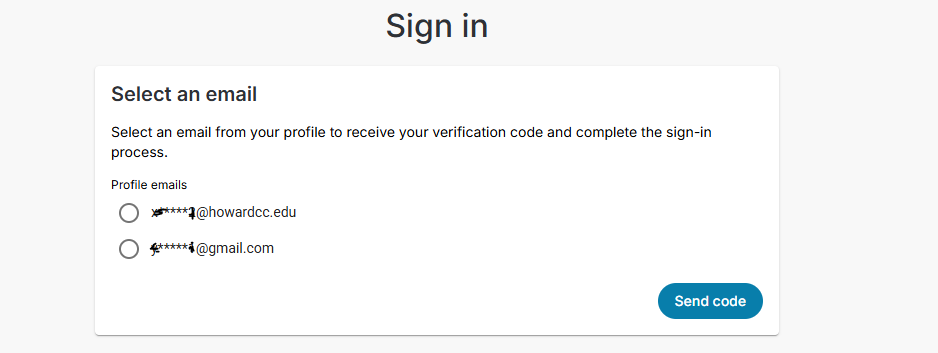 Sign in
Select an email
Select an email from your profile to receive your verification code and complete the sign-in
process.
Profile emails
@howardcc.edu
@gmail.com
Send code